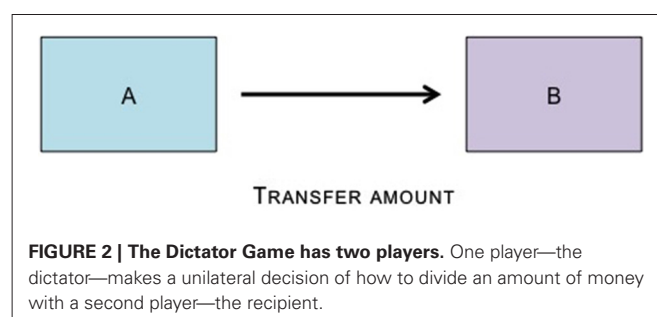 A
B
TRANSFER AMOUNT
FIGURE 2 | The Dictator Game has two players. One player—the
dictator—makes a unilateral decision of how to divide an amount of money
with a second player—the recipient.